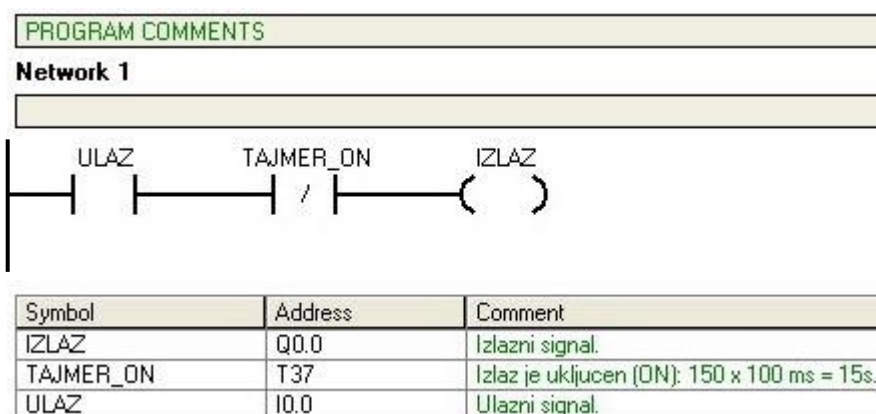 PROGRAM COMMENTS
Network 1
ULAZ TAJMER_ON IZLAZ
/
Symbol Address Comment
IZLAZ Q0.0 Izlazni signal.
TAJMER_ON T37 Izlaz je ukljucen (ON): 150 x 100 ms = 15s.
ULAZ I0.0 Ulazni signal.